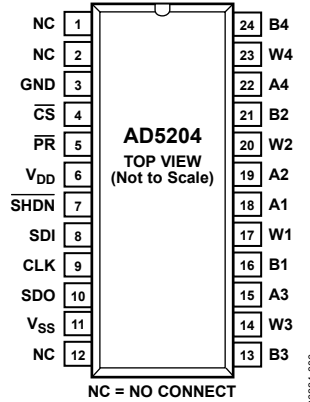 NC 1
NC 2
GND 3
CS 4
PR 5
VDD 6
SHDN 7
SDI 8
CLK 9
SDO 10
VSS 11
NC 12
AD5204
TOP VIEW
(Not to Scale)
24 B4
23 W4
22 A4
21 B2
20 W2
19 A2
18 A1
17 W1
16 B1
15 A3
14 W3
13 B3
NC = NO CONNECT